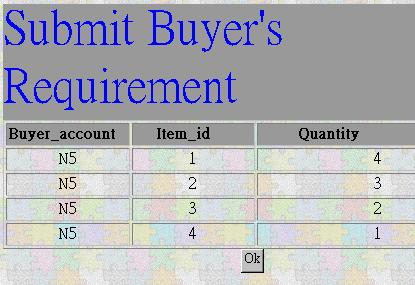 Submit Buyer's
Requirement
Buyer_account Item_id Quantity
N5 1 4
N5 2 3
N5 3 2
N5 4 1
Ok